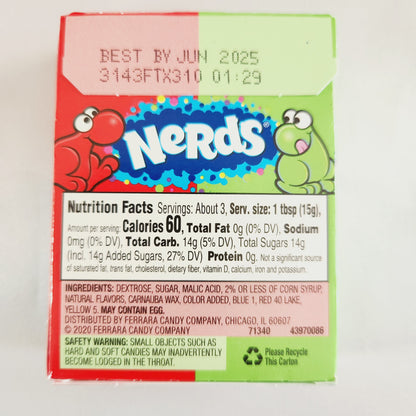 BEST BY JUN 2025
3143FTX310 01:29
NERDS
Nutrition Facts Servings: About 3, Serv. size: 1 tbsp (15g),
Amount per serving: Calories 60, Total Fat 0g (0% DV), Sodium
0mg (0% DV), Total Carb. 14g (5% DV), Total Sugars 14g
(Incl. 14g Added Sugars, 27% DV) Protein 0g. Not a significant source
of saturated fat, trans fat, cholesterol, dietary fiber, vitamin D, calcium, iron and potassium.
INGREDIENTS: DEXTROSE, SUGAR, MALIC ACID, 2% OR LESS OF CORN SYRUP,
NATURAL FLAVORS, CARNAUBA WAX, COLOR ADDED, BLUE 1, RED 40 LAKE,
YELLOW 5. MAY CONTAIN EGG.
DISTRIBUTED BY FERRARA CANDY COMPANY, CHICAGO, IL 60607
© 2020 FERRARA CANDY COMPANY 71340 43970086
SAFETY WARNING: SMALL OBJECTS SUCH AS
HARD AND SOFT CANDIES MAY INADVERTENTLY
BECOME LODGED IN THE THROAT.
Please Recycle
This Carton